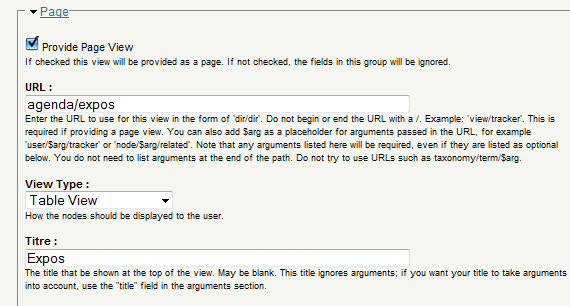 Page
Provide Page View
If checked this view will be provided as a page. If not checked, the fields in this group will be ignored.
URL :
agenda/expos
Enter the URL to use for this view in the form of 'dir/dir'. Do not begin or end the URL with a /. Example: 'view/tracker'. This is
required if providing a page view. You can also add $arg as a placeholder for arguments passed in the URL, for example
'user/$arg/tracker' or 'node/$arg/related'. Note that any arguments listed here will be required, even if they are listed as optional
below. You do not need to list arguments at the end of the path. Do not try to use URLs such as taxonomy/term/$arg.
View Type :
Table View
How the nodes should be displayed to the user.
Titre :
Expos
The title that be shown at the top of the view. May be blank. This title ignores arguments; if you want your title to take arguments
into account, use the "title" field in the arguments section.